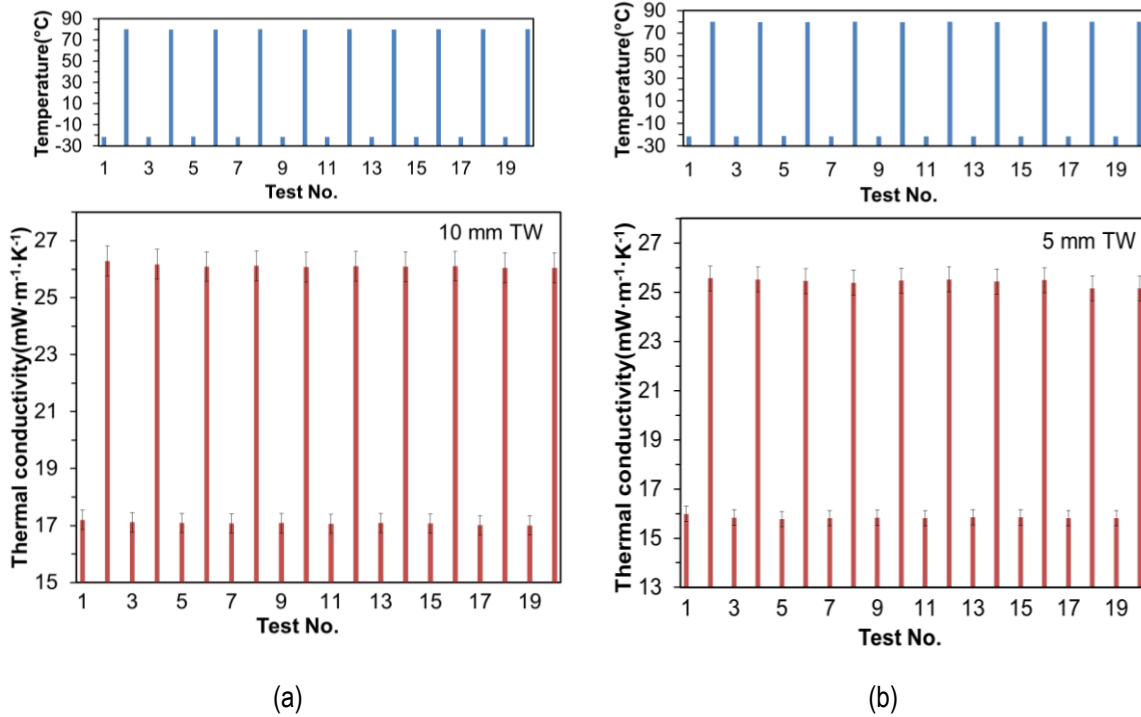 Temperature(°C)
90
70
50
30
10
-10
-30
1 3 5 7 9 11 13 15 17 19
Test No.
Thermal conductivity(mW·m⁻¹·K⁻¹)
10 mm TW
27
25
23
21
19
17
15
1 3 5 7 9 11 13 15 17 19
Test No.
(a)
Temperature(°C)
90
70
50
30
10
-10
-30
1 3 5 7 9 11 13 15 17 19
Test No.
Thermal conductivity(mW·m⁻¹·K⁻¹)
5 mm TW
27
25
23
21
19
17
15
13
1 3 5 7 9 11 13 15 17 19
Test No.
(b)